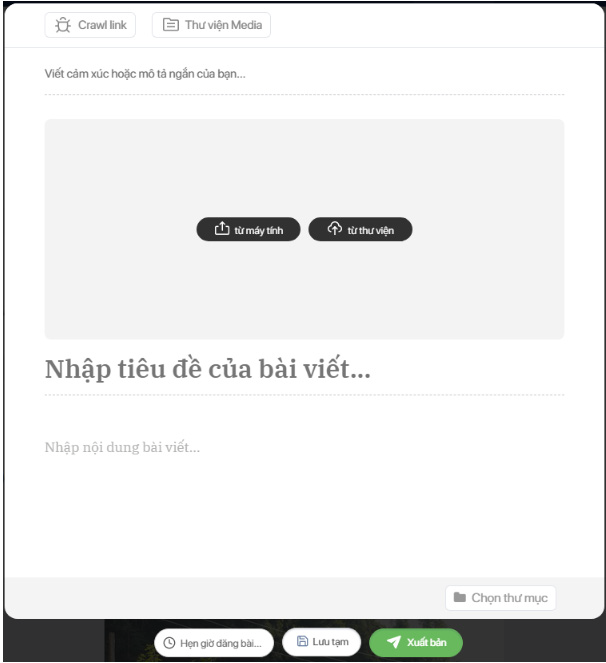 Crawl link
Thư viện Media
Viết cảm xúc hoặc mô tả ngắn của bạn...
từ máy tính
từ thư viện
Nhập tiêu đề của bài viết...
Nhập nội dung bài viết...
Chọn thư mục
Hẹn giờ đăng bài...
Lưu tạm
Xuất bản